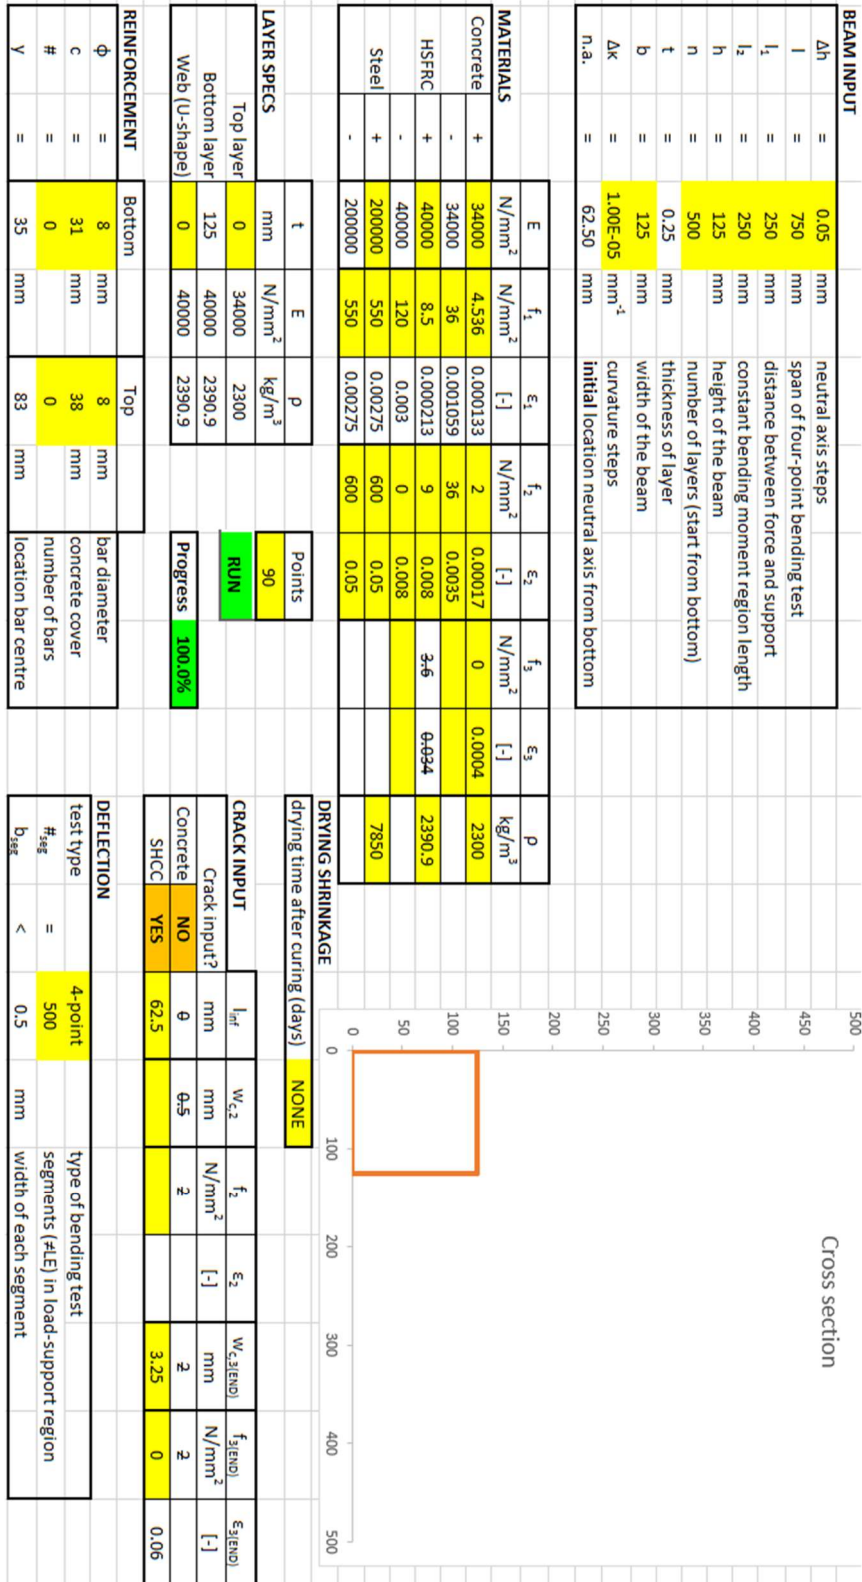 BEAM INPUT
Δh = 0.05 mm neutral axis steps
l = 750 mm span of four-point bending test
l₁ = 250 mm distance between force and support
l₂ = 250 mm constant bending moment region length
h = 125 mm height of the beam
n = 500 number of layers (start from bottom)
t = 0.25 mm thickness of layer
b = 125 mm width of the beam
Δκ = 1.00E-05 mm⁻¹ curvature steps
n.a. = 62.50 mm initial location neutral axis from bottom
MATERIALS
E f₁ ε₁ f₂ ε₂ f₃ ε₃ ρ
N/mm² N/mm² [-] N/mm² [-] N/mm² [-] kg/m³
Concrete + 34000 4.536 0.000133 2 0.00017 0 0.0004 2300
- 34000 36 0.001059 36 0.0035
HSFRC + 40000 8.5 0.000213 9 0.008 3.6 0.034 2390.9
- 40000 120 0.003 0 0.008
Steel + 200000 550 0.00275 600 0.05 7850
- 200000 550 0.00275 600 0.05
LAYER SPECS
t E ρ
mm N/mm² kg/m³
Top layer 0 34000 2300
Bottom layer 125 40000 2390.9
Web (U-shape) 0 40000 2390.9
Points
90
RUN
Progress 100.0%
REINFORCEMENT
Bottom Top
ϕ = 8 mm 8 mm bar diameter
c = 31 mm 38 mm concrete cover
# = 0 0 number of bars
y = 35 mm 83 mm location bar centre
Cross section
500
450
400
350
300
250
200
150
100
50
0
0 100 200 300 400 500
DRYING SHRINKAGE
drying time after curing (days) NONE
CRACK INPUT
Crack input? l_inf w_c,2 f₂ ε₂ w_c,3(END) f_3(END) ε_3(END)
mm mm N/mm² [-] mm N/mm² [-]
Concrete NO 0 0.5 2 2 2
SHCC YES 62.5 3.25 0 0.06
DEFLECTION
test type 4-point type of bending test
#seg = 500 segments (≠LE) in load-support region
b_seg < 0.5 mm width of each segment